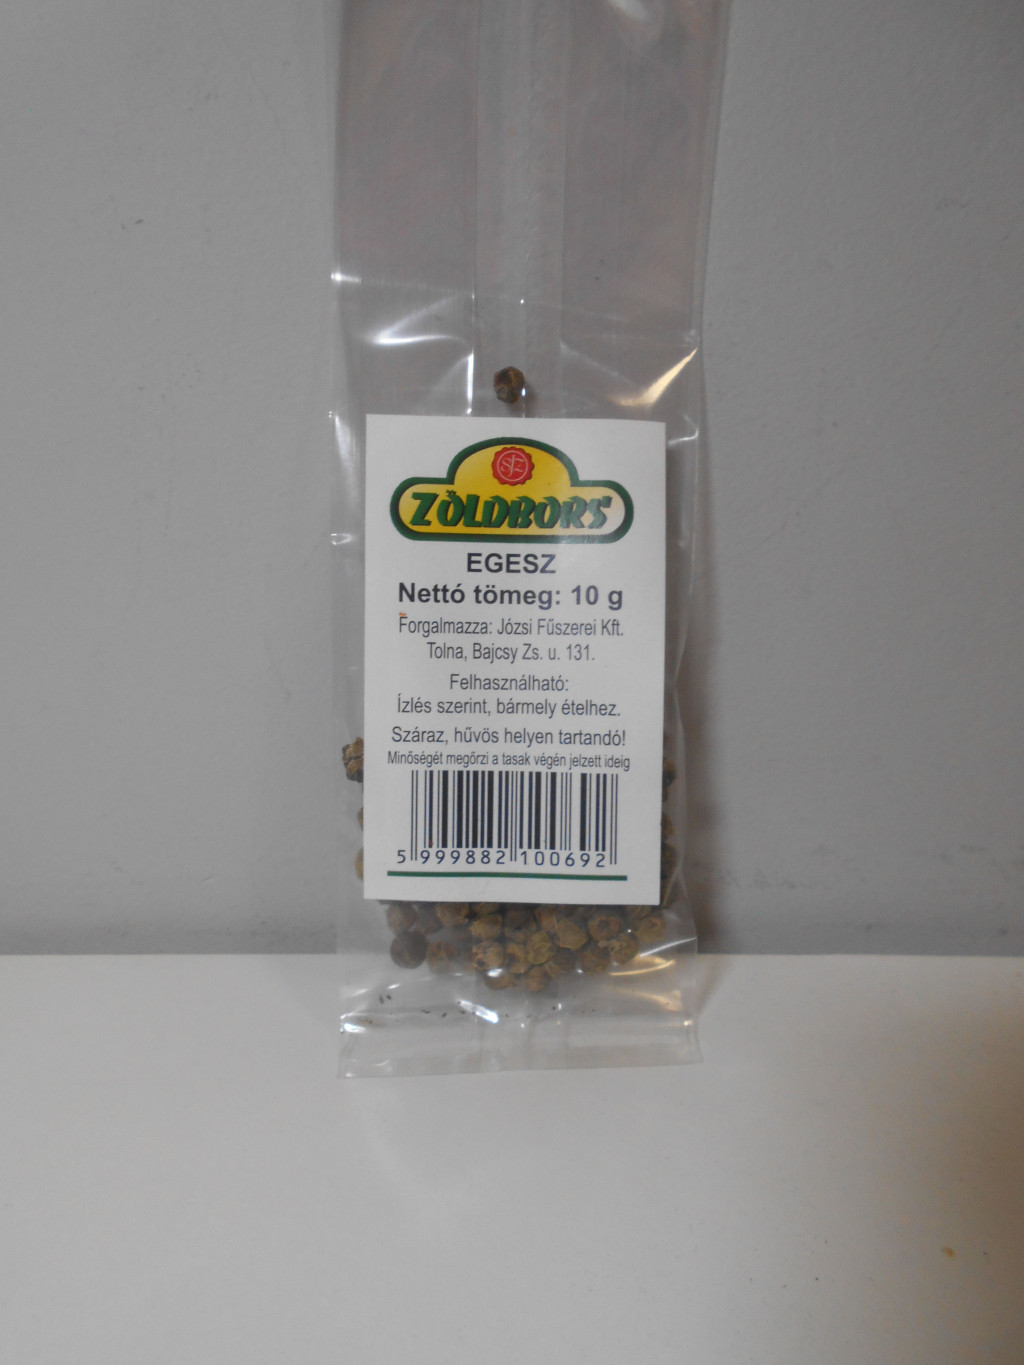 ZÖLDBORS
EGESZ
Nettó tömeg: 10 g
Forgalmazza: Józsi Fűszerei Kft.
Tolna, Bajcsy Zs. u. 131.
Felhasználható:
Ízlés szerint, bármely ételhez.
Száraz, hűvös helyen tartandó!
Minőségét megőrzi a tasak végén jelzett ideig
5 999882 100692